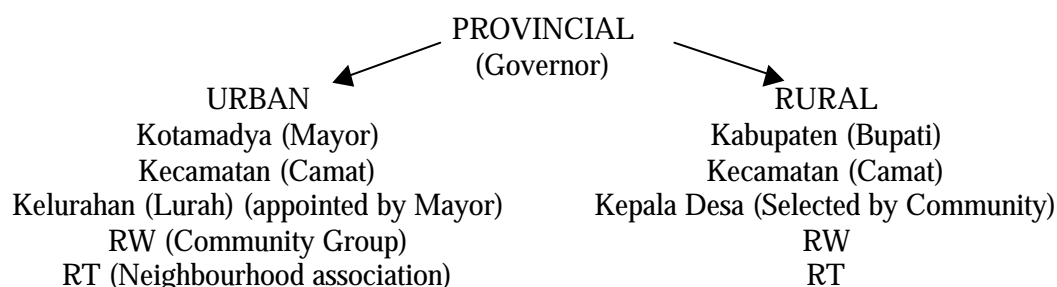 PROVINCIAL
(Governor)
URBAN
Kotamadya (Mayor)
Kecamatan (Camat)
Kelurahan (Lurah) (appointed by Mayor)
RW (Community Group)
RT (Neighbourhood association)
RURAL
Kabupaten (Bupati)
Kecamatan (Camat)
Kepala Desa (Selected by Community)
RW
RT